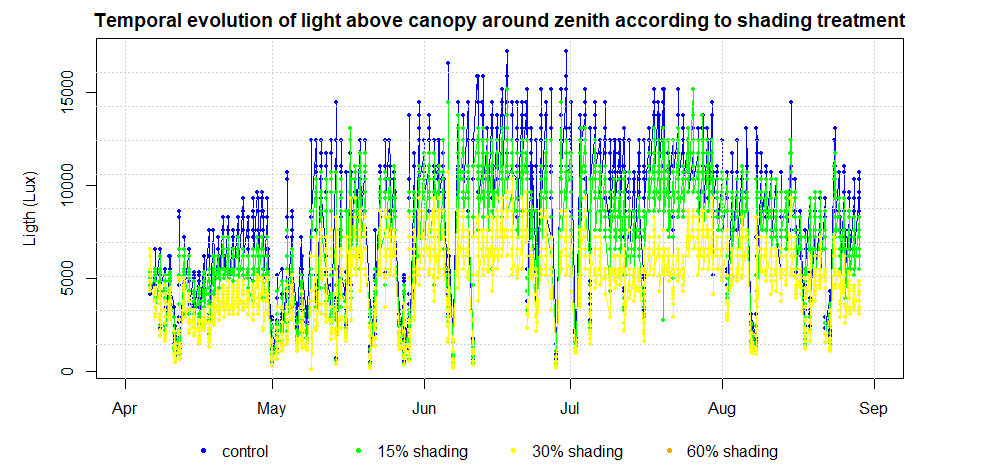 Temporal evolution of light above canopy around zenith according to shading treatment
Ligth (Lux)
15000
10000
5000
0
Apr May Jun Jul Aug Sep
control 15% shading 30% shading 60% shading